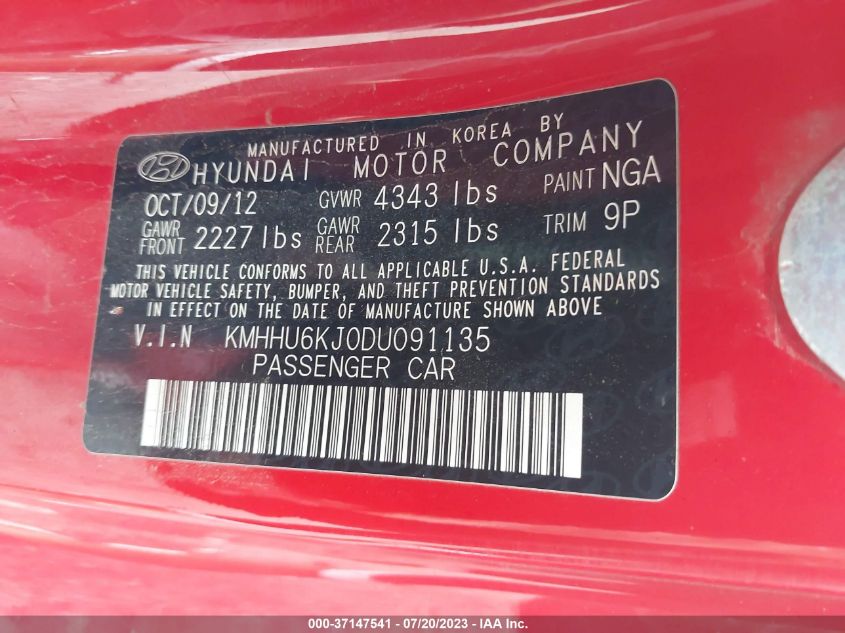 MANUFACTURED IN KOREA BY
HYUNDAI MOTOR COMPANY
OCT/09/12 GVWR 4343 lbs PAINT NGA
GAWR FRONT 2227 lbs GAWR REAR 2315 lbs TRIM 9P
THIS VEHICLE CONFORMS TO ALL APPLICABLE U.S.A. FEDERAL
MOTOR VEHICLE SAFETY, BUMPER, AND THEFT PREVENTION STANDARDS
IN EFFECT ON THE DATE OF MANUFACTURE SHOWN ABOVE
V.I.N KMHHU6KJ0DU091135
PASSENGER CAR
000-37147541 - 07/20/2023 - IAA Inc.